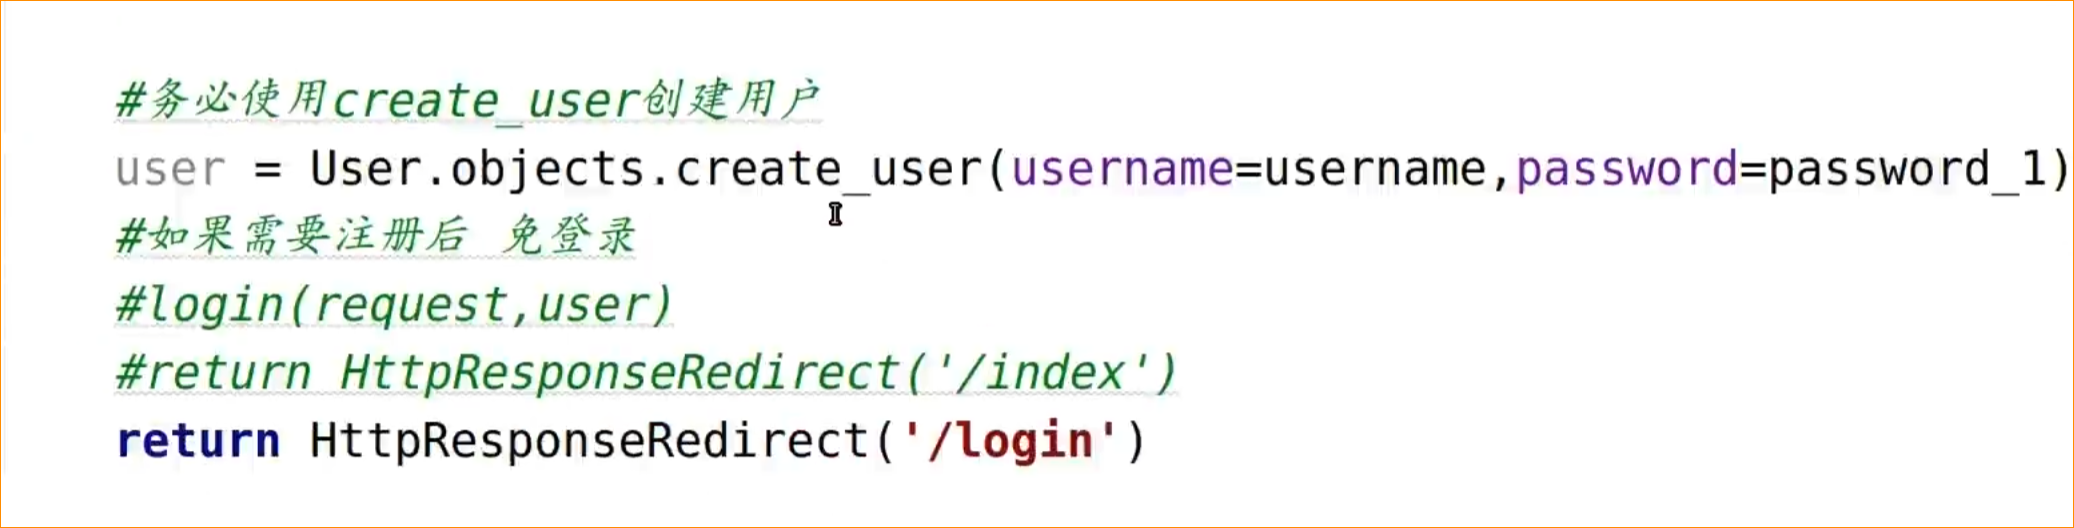 #务必使用create_user创建用户
user = User.objects.create_user(username=username,password=password_1)
#如果需要注册后 免登录
#login(request,user)
#return HttpResponseRedirect('/index')
return HttpResponseRedirect('/login')